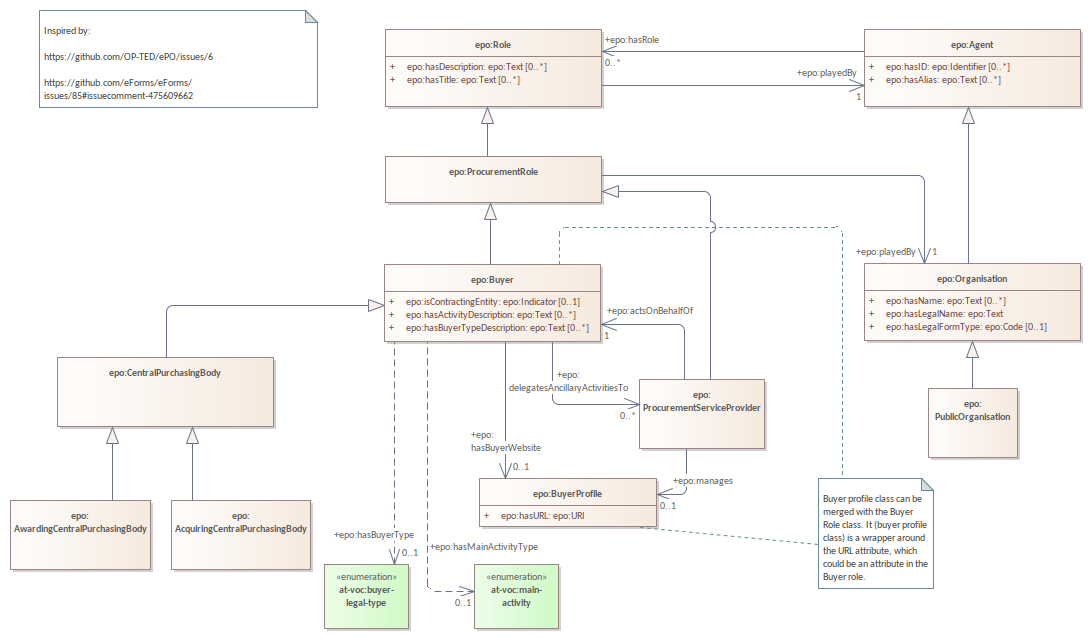 Inspired by:
https://github.com/OP-TED/ePO/issues/6
https://github.com/eForms/eForms/
issues/85#issuecomment-475609662
epo:Role
+ epo:hasDescription: epo:Text [0..*]
+ epo:hasTitle: epo:Text [0..*]
+epo:hasRole
0..*
+epo:playedBy
1
epo:Agent
+ epo:hasID: epo:Identifier [0..*]
+ epo:hasAlias: epo:Text [0..*]
epo:ProcurementRole
+epo:playedBy
1
epo:Buyer
+ epo:isContractingEntity: epo:Indicator [0..1]
+ epo:hasActivityDescription: epo:Text [0..*]
+ epo:hasBuyerTypeDescription: epo:Text [0..*]
epo:Organisation
+ epo:hasName: epo:Text [0..*]
+ epo:hasLegalName: epo:Text
+ epo:hasLegalFormType: epo:Code [0..1]
+epo:actsOnBehalfOf
1
epo:CentralPurchasingBody
+epo:
delegatesAncillaryActivitiesTo
0..*
epo:
ProcurementServiceProvider
epo:
PublicOrganisation
+epo:
hasBuyerWebsite
0..1
+epo:manages
0..1
epo:BuyerProfile
+ epo:hasURL: epo:URI
epo:
AwardingCentralPurchasingBody
epo:
AcquiringCentralPurchasingBody
Buyer profile class can be
merged with the Buyer
Role class. It (buyer profile
class) is a wrapper around
the URL attribute, which
could be an attribute in the
Buyer role.
+epo:hasBuyerType
0..1
+epo:hasMainActivityType
0..1
«enumeration»
at-voc:buyer-
legal-type
«enumeration»
at-voc:main-
activity